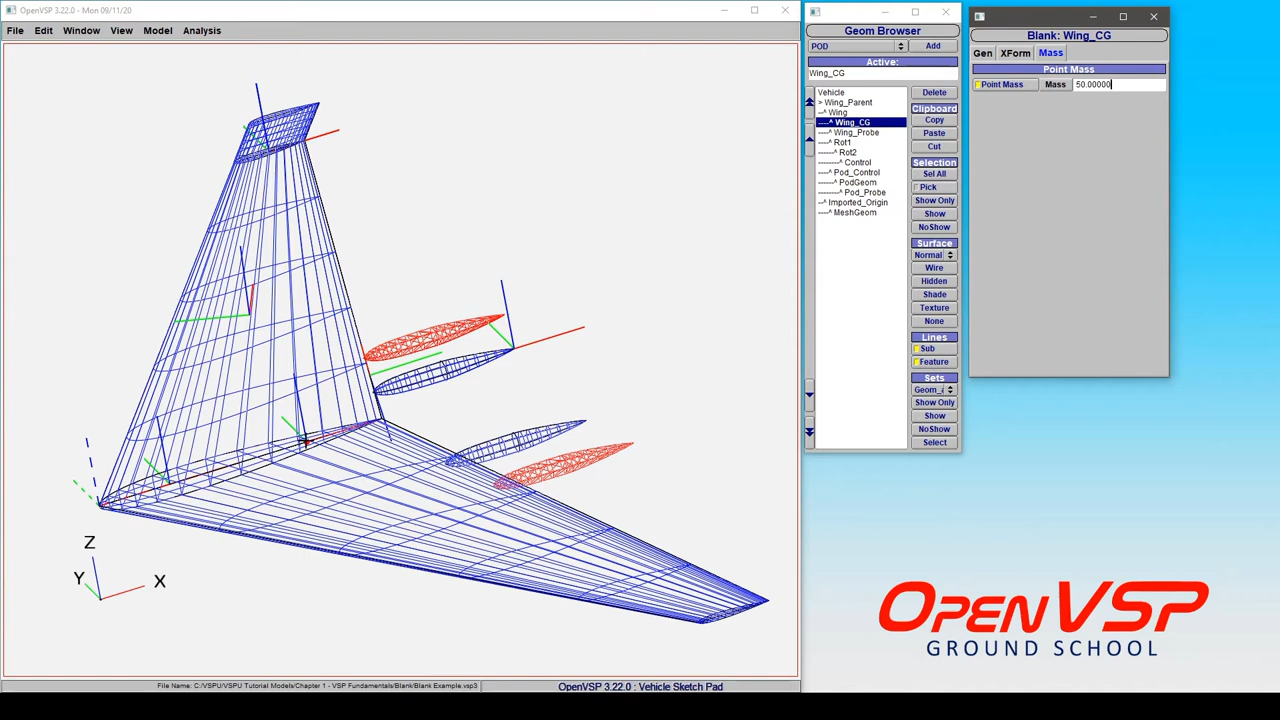 OpenVSP 3.22.0 - Mon 09/11/20
File Edit Window View Model Analysis
Z
Y
X
File Name: C:/VSPU/VSPU Tutorial Models/Chapter 1 - VSP Fundamentals/Blank/Blank Example.vsp3
OpenVSP 3.22.0 : Vehicle Sketch Pad
Geom Browser
POD
Add
Active:
Wing_CG
Vehicle
> Wing_Parent
--^ Wing
----^ Wing_CG
----^ Wing_Probe
----^ Rot1
------^ Rot2
--------^ Control
----^ Pod_Control
------^ PodGeom
--------^ Pod_Probe
--^ Imported_Origin
----^ MeshGeom
Delete
Clipboard
Copy
Paste
Cut
Selection
Sel All
Pick
Show Only
Show
NoShow
Surface
Normal
Wire
Hidden
Shade
Texture
None
Lines
Sub
Feature
Sets
Show Only
Show
NoShow
Select
Blank: Wing_CG
Gen XForm Mass
Point Mass
Point Mass Mass 50.00000
OPENVSP
GROUND SCHOOL